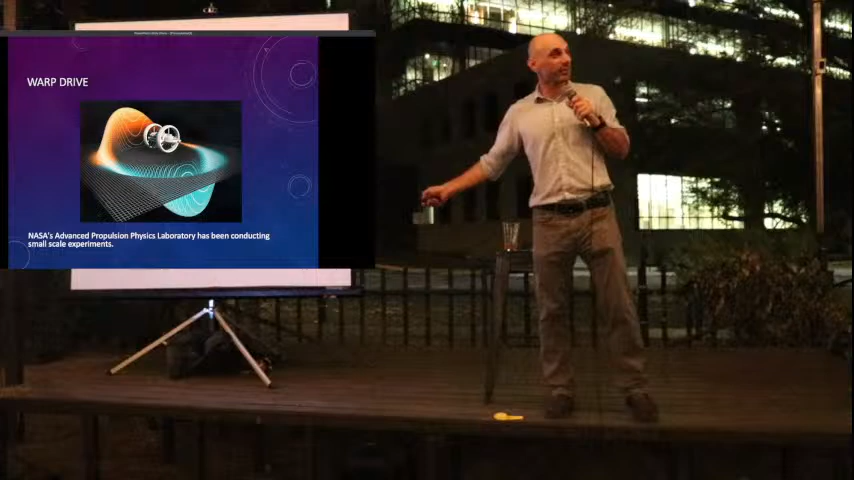 WARP DRIVE
NASA's Advanced Propulsion Physics Laboratory has been conducting
small scale experiments.